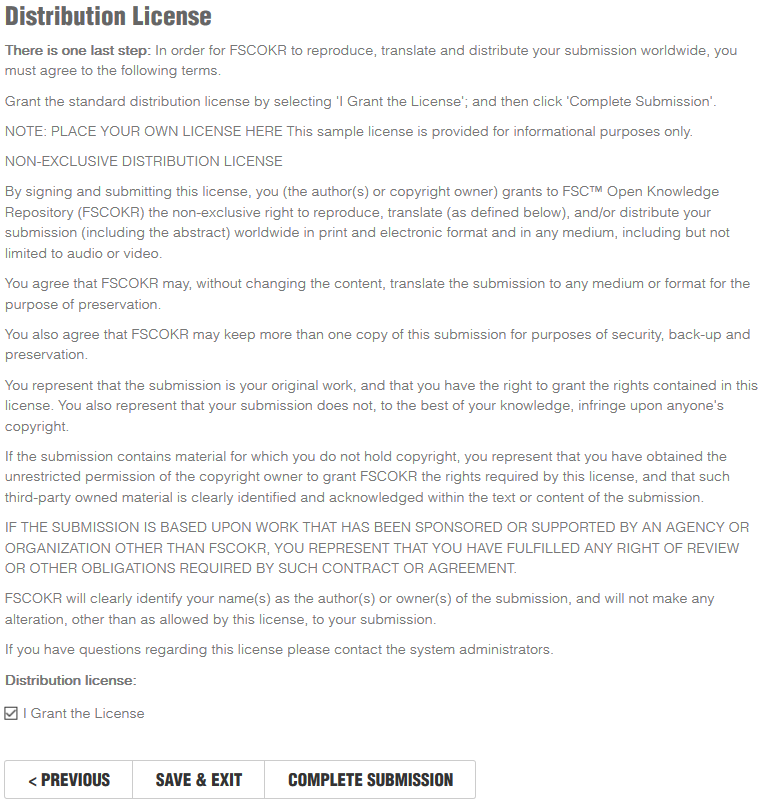 Distribution License
There is one last step: In order for FSCOKR to reproduce, translate and distribute your submission worldwide, you
must agree to the following terms.
Grant the standard distribution license by selecting 'I Grant the License'; and then click 'Complete Submission'.
NOTE: PLACE YOUR OWN LICENSE HERE This sample license is provided for informational purposes only.
NON-EXCLUSIVE DISTRIBUTION LICENSE
By signing and submitting this license, you (the author(s) or copyright owner) grants to FSC™ Open Knowledge
Repository (FSCOKR) the non-exclusive right to reproduce, translate (as defined below), and/or distribute your
submission (including the abstract) worldwide in print and electronic format and in any medium, including but not
limited to audio or video.
You agree that FSCOKR may, without changing the content, translate the submission to any medium or format for the
purpose of preservation.
You also agree that FSCOKR may keep more than one copy of this submission for purposes of security, back-up and
preservation.
You represent that the submission is your original work, and that you have the right to grant the rights contained in this
license. You also represent that your submission does not, to the best of your knowledge, infringe upon anyone's
copyright.
If the submission contains material for which you do not hold copyright, you represent that you have obtained the
unrestricted permission of the copyright owner to grant FSCOKR the rights required by this license, and that such
third-party owned material is clearly identified and acknowledged within the text or content of the submission.
IF THE SUBMISSION IS BASED UPON WORK THAT HAS BEEN SPONSORED OR SUPPORTED BY AN AGENCY OR
ORGANIZATION OTHER THAN FSCOKR, YOU REPRESENT THAT YOU HAVE FULFILLED ANY RIGHT OF REVIEW
OR OTHER OBLIGATIONS REQUIRED BY SUCH CONTRACT OR AGREEMENT.
FSCOKR will clearly identify your name(s) as the author(s) or owner(s) of the submission, and will not make any
alteration, other than as allowed by this license, to your submission.
If you have questions regarding this license please contact the system administrators.
Distribution license:
I Grant the License
< PREVIOUS SAVE & EXIT COMPLETE SUBMISSION